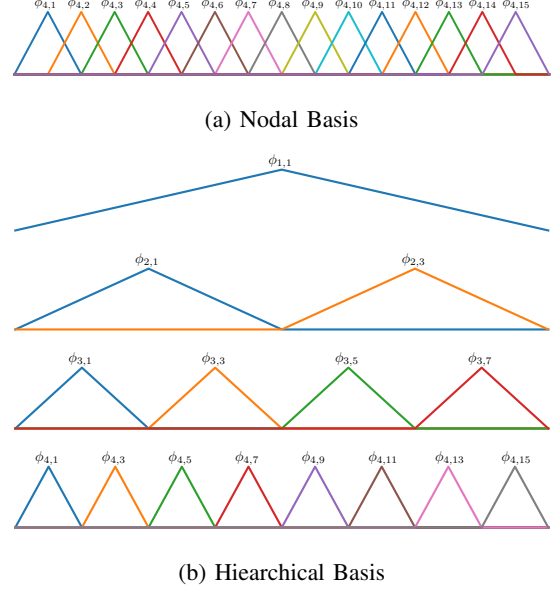 ϕ4,1 ϕ4,2 ϕ4,3 ϕ4,4 ϕ4,5 ϕ4,6 ϕ4,7 ϕ4,8 ϕ4,9 ϕ4,10 ϕ4,11 ϕ4,12 ϕ4,13 ϕ4,14 ϕ4,15
(a) Nodal Basis
ϕ1,1
ϕ2,1 ϕ2,3
ϕ3,1 ϕ3,3 ϕ3,5 ϕ3,7
ϕ4,1 ϕ4,3 ϕ4,5 ϕ4,7 ϕ4,9 ϕ4,11 ϕ4,13 ϕ4,15
(b) Hiearchical Basis